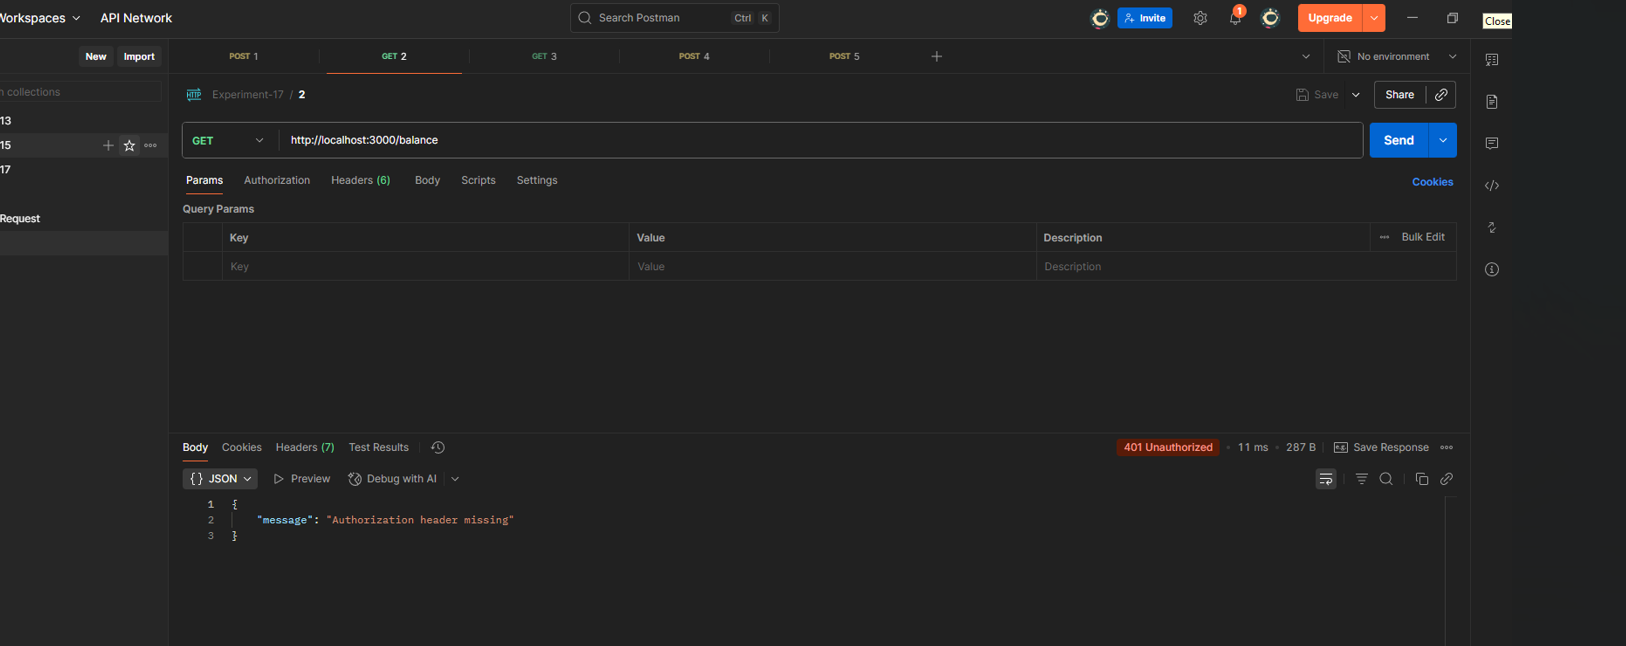 Workspaces API Network Search Postman Ctrl K Invite 1 Upgrade Close
New Import POST 1 GET 2 GET 3 POST 4 POST 5 No environment
collections
HTTP Experiment-17 / 2 Save Share
13
15
17
Request
GET http://localhost:3000/balance Send
Params Authorization Headers (6) Body Scripts Settings Cookies
Query Params
Key Value Description Bulk Edit
Key Value Description
Body Cookies Headers (7) Test Results 401 Unauthorized 11 ms 287 B e.g. Save Response
{} JSON Preview Debug with AI
1 {
2 "message": "Authorization header missing"
3 }